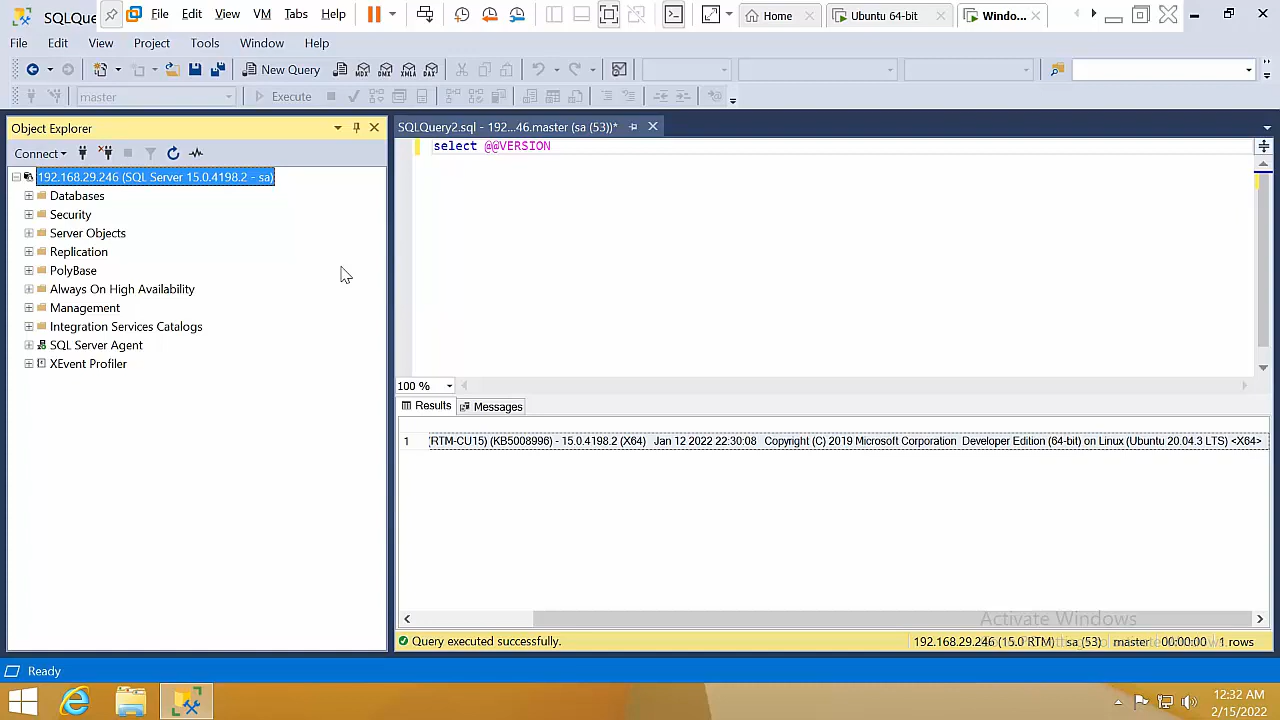 SQLQue
File Edit View VM Tabs Help
Home
Ubuntu 64-bit
Windo...
File Edit View Project Tools Window Help
New Query
MDX DMX XMLA DAX
master
Execute
Object Explorer
SQLQuery2.sql - 192...46.master (sa (53))*
Connect
select @@VERSION
192.168.29.246 (SQL Server 15.0.4198.2 - sa)
Databases
Security
Server Objects
Replication
PolyBase
Always On High Availability
Management
Integration Services Catalogs
SQL Server Agent
XEvent Profiler
100 %
Results
Messages
1
(RTM-CU15) (KB5008996) - 15.0.4198.2 (X64) Jan 12 2022 22:30:08 Copyright (C) 2019 Microsoft Corporation Developer Edition (64-bit) on Linux (Ubuntu 20.04.3 LTS) <X64>
Activate Windows
Query executed successfully.
192.168.29.246 (15.0 RTM) sa (53) master 00:00:00 1 rows
Ready
12:32 AM
2/15/2022